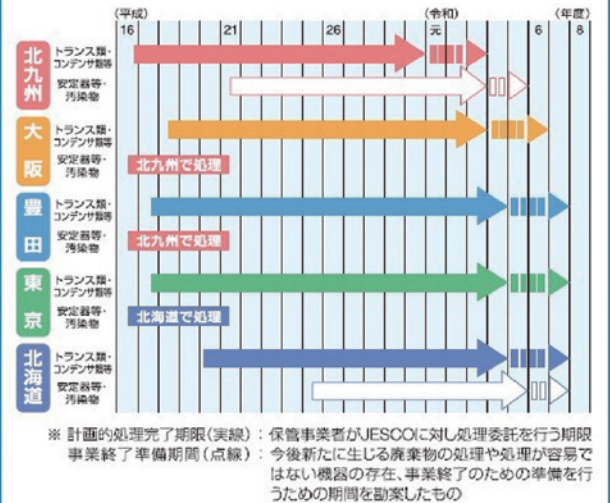 (平成) (令和) (年度)
16 21 26 元 6 8
北九州
トランス類・
コンデンサ類等
安定器等・
汚染物
大阪
トランス類・
コンデンサ類等
安定器等・
汚染物
北九州で処理
豊田
トランス類・
コンデンサ類等
安定器等・
汚染物
北九州で処理
東京
トランス類・
コンデンサ類等
安定器等・
汚染物
北海道で処理
北海道
トランス類・
コンデンサ類等
安定器等・
汚染物
※ 計画的処理完了期限(実線):保管事業者がJESCOに対し処理委託を行う期限
事業終了準備期間(点線):今後新たに生じる廃棄物の処理や処理が容易で
はない機器の存在、事業終了のための準備を行
うための期間を勘案したもの